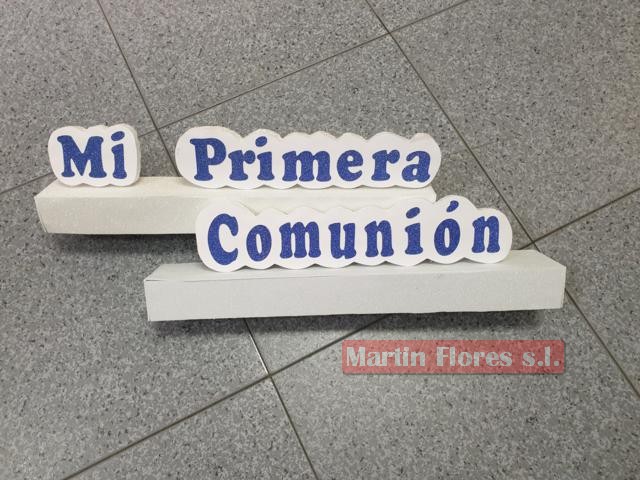 Mi Primera
Comunión
Martin Flores s.l.